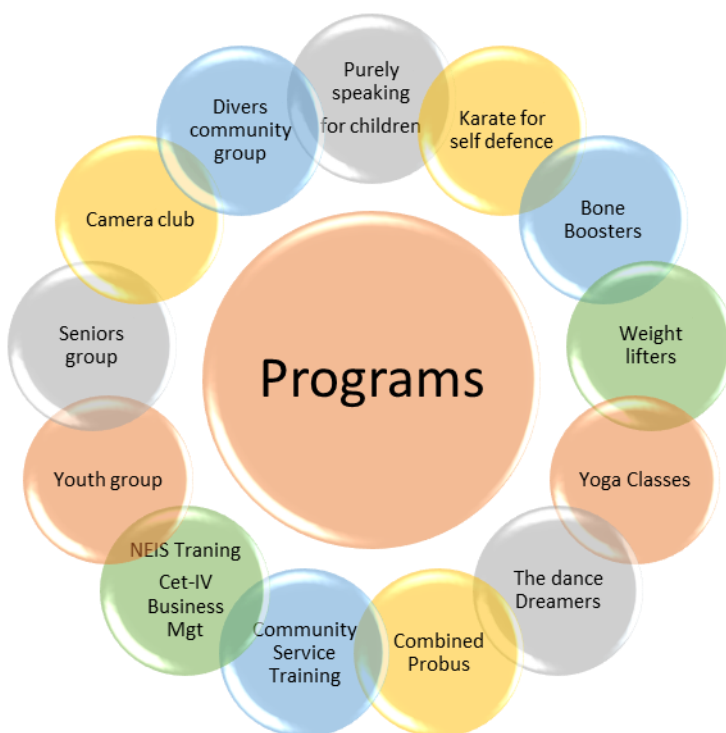 Purely
speaking
for children
Karate for
self defence
Bone
Boosters
Weight
lifters
Yoga Classes
The dance
Dreamers
Combined
Probus
Community
Service
Training
NEIS Traning
Cet-IV
Business
Mgt
Youth group
Seniors
group
Camera club
Divers
community
group
Programs